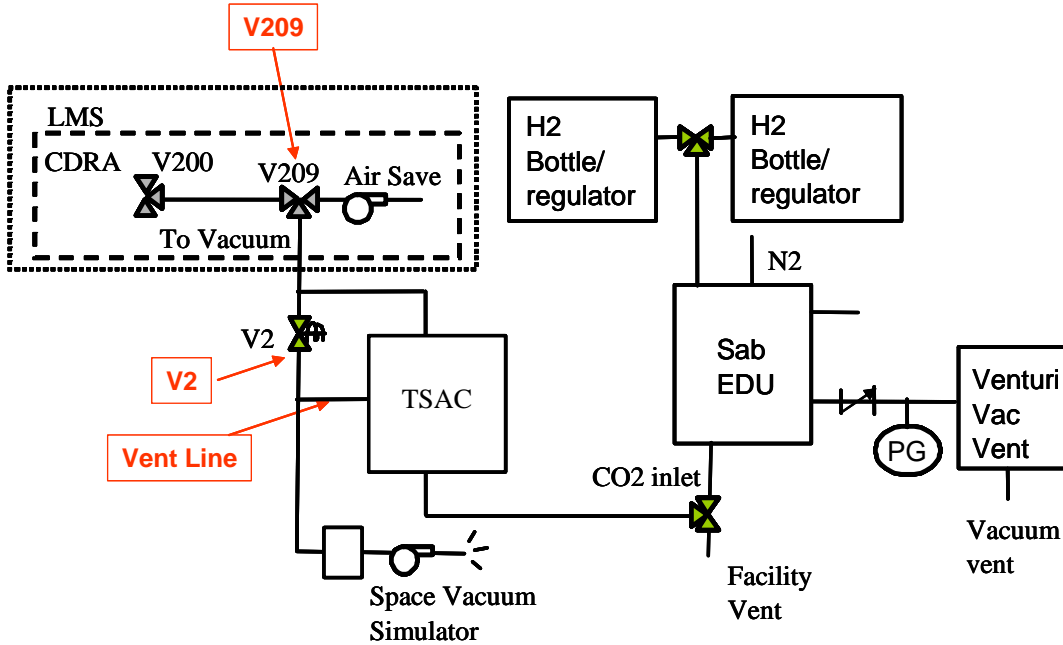 V209
LMS
CDRA
V200
V209
Air Save
To Vacuum
H2
Bottle/
regulator
H2
Bottle/
regulator
N2
V2
V2
Vent Line
TSAC
Sab
EDU
Venturi
Vac
Vent
PG
CO2 inlet
Vacuum
vent
Facility
Vent
Space Vacuum
Simulator